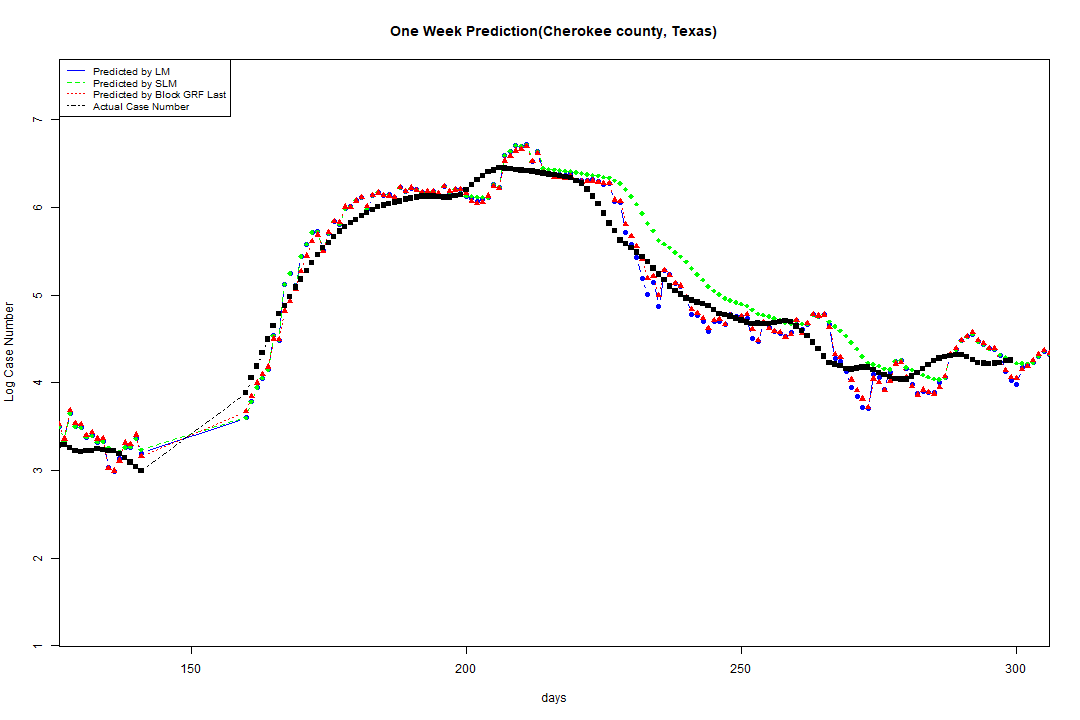 One Week Prediction(Cherokee county, Texas)
Predicted by LM
Predicted by SLM
Predicted by Block GRF Last
Actual Case Number
7
6
5
4
3
2
1
Log Case Number
150 200 250 300
days